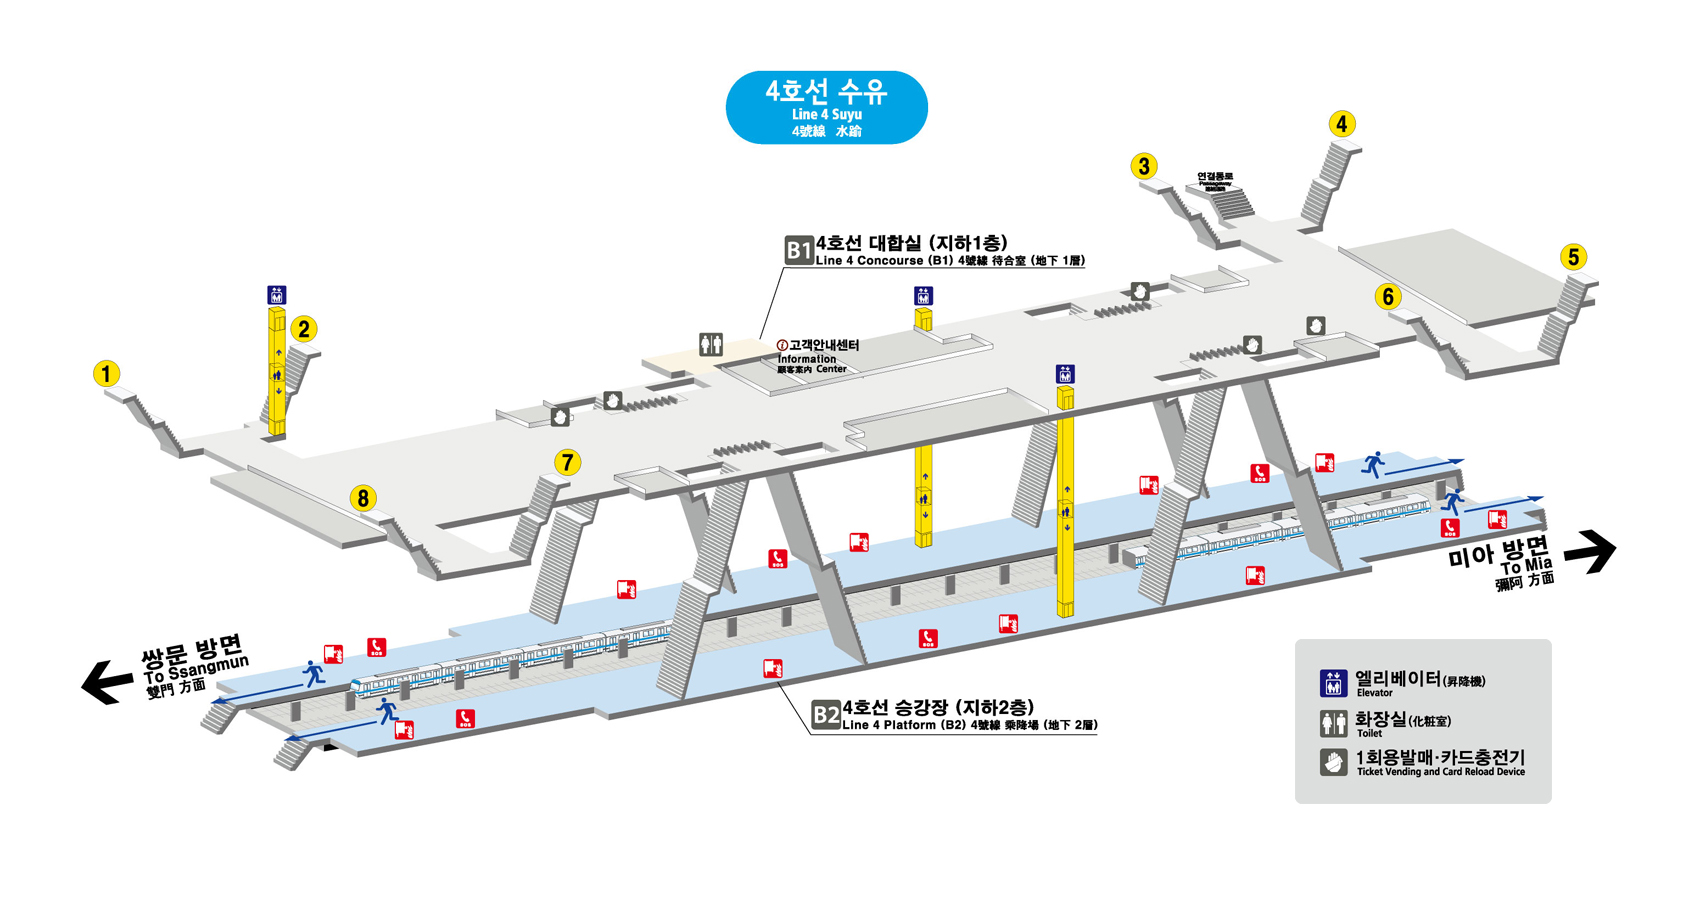 4호선 수유
Line 4 Suyu
4號線 水踰
4
3
연결통로
Passageway
5
6
B1
4호선 대합실 (지하1층)
Line 4 Concourse (B1) 4號線 待合室 (地下 1層)
2
1
고객안내센터
Information
顧客案内 Center
7
8
쌍문 방면
To Ssangmun
雙門 方面
미아 방면
To Mia
彌阿 方面
SOS
SOS
SOS
SOS
SOS
SOS
B2
4호선 승강장 (지하2층)
Line 4 Platform (B2) 4號線 乘降場 (地下 2層)
엘리베이터(昇降機)
Elevator
화장실(化粧室)
Toilet
1회용발매·카드충전기
Ticket Vending and Card Reload Device